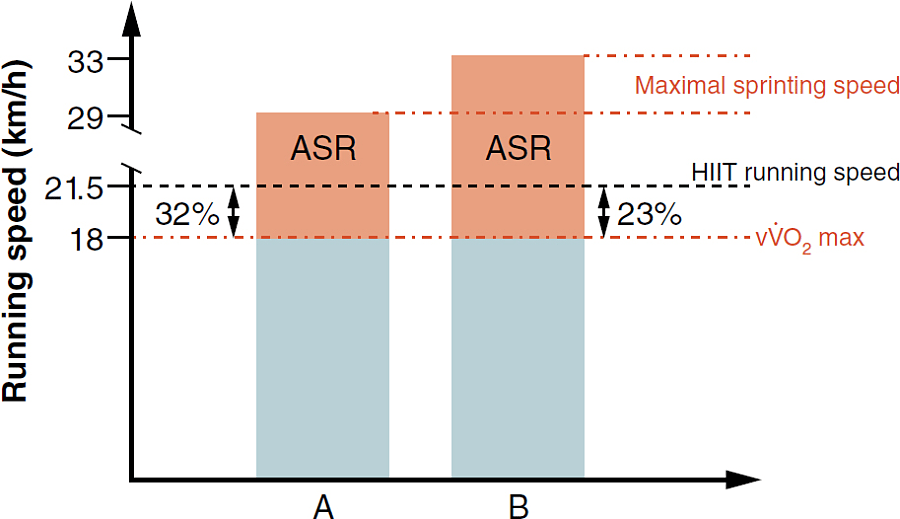 Running speed (km/h)
33
29
21.5
18
Maximal sprinting speed
ASR
ASR
HIIT running speed
32%
23%
vV̇O₂ max
A
B